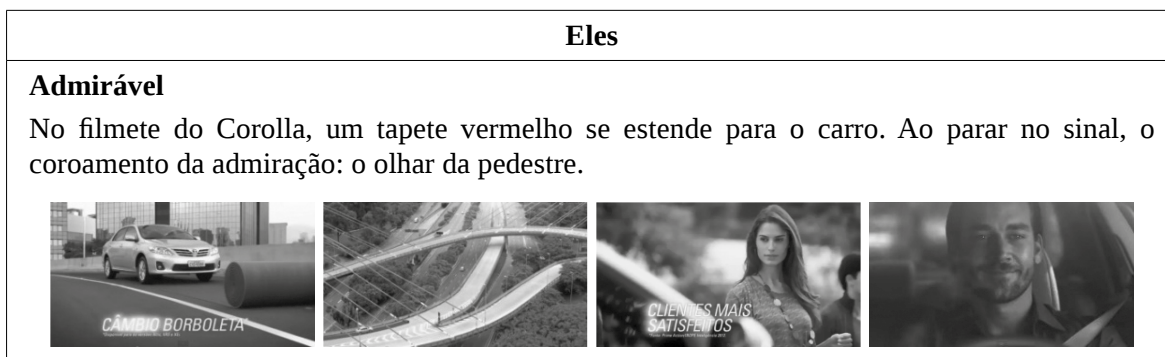 Eles
Admirável
No filmete do Corolla, um tapete vermelho se estende para o carro. Ao parar no sinal, o
coroamento da admiração: o olhar da pedestre.
CÂMBIO BORBOLETA*
CLIENTES MAIS
SATISFEITOS